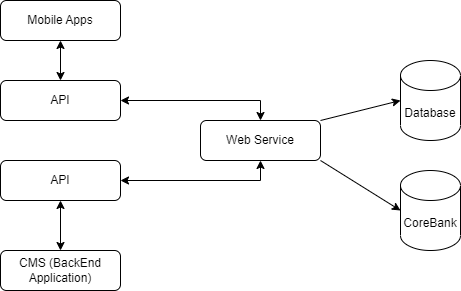 Mobile Apps
API
Web Service
Database
API
CoreBank
CMS (BackEnd
Application)